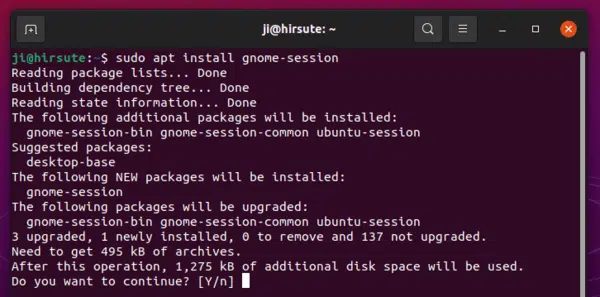 ji@hirsute: ~
ji@hirsute:~$ sudo apt install gnome-session
Reading package lists... Done
Building dependency tree... Done
Reading state information... Done
The following additional packages will be installed:
gnome-session-bin gnome-session-common ubuntu-session
Suggested packages:
desktop-base
The following NEW packages will be installed:
gnome-session
The following packages will be upgraded:
gnome-session-bin gnome-session-common ubuntu-session
3 upgraded, 1 newly installed, 0 to remove and 137 not upgraded.
Need to get 495 kB of archives.
After this operation, 1,275 kB of additional disk space will be used.
Do you want to continue? [Y/n]